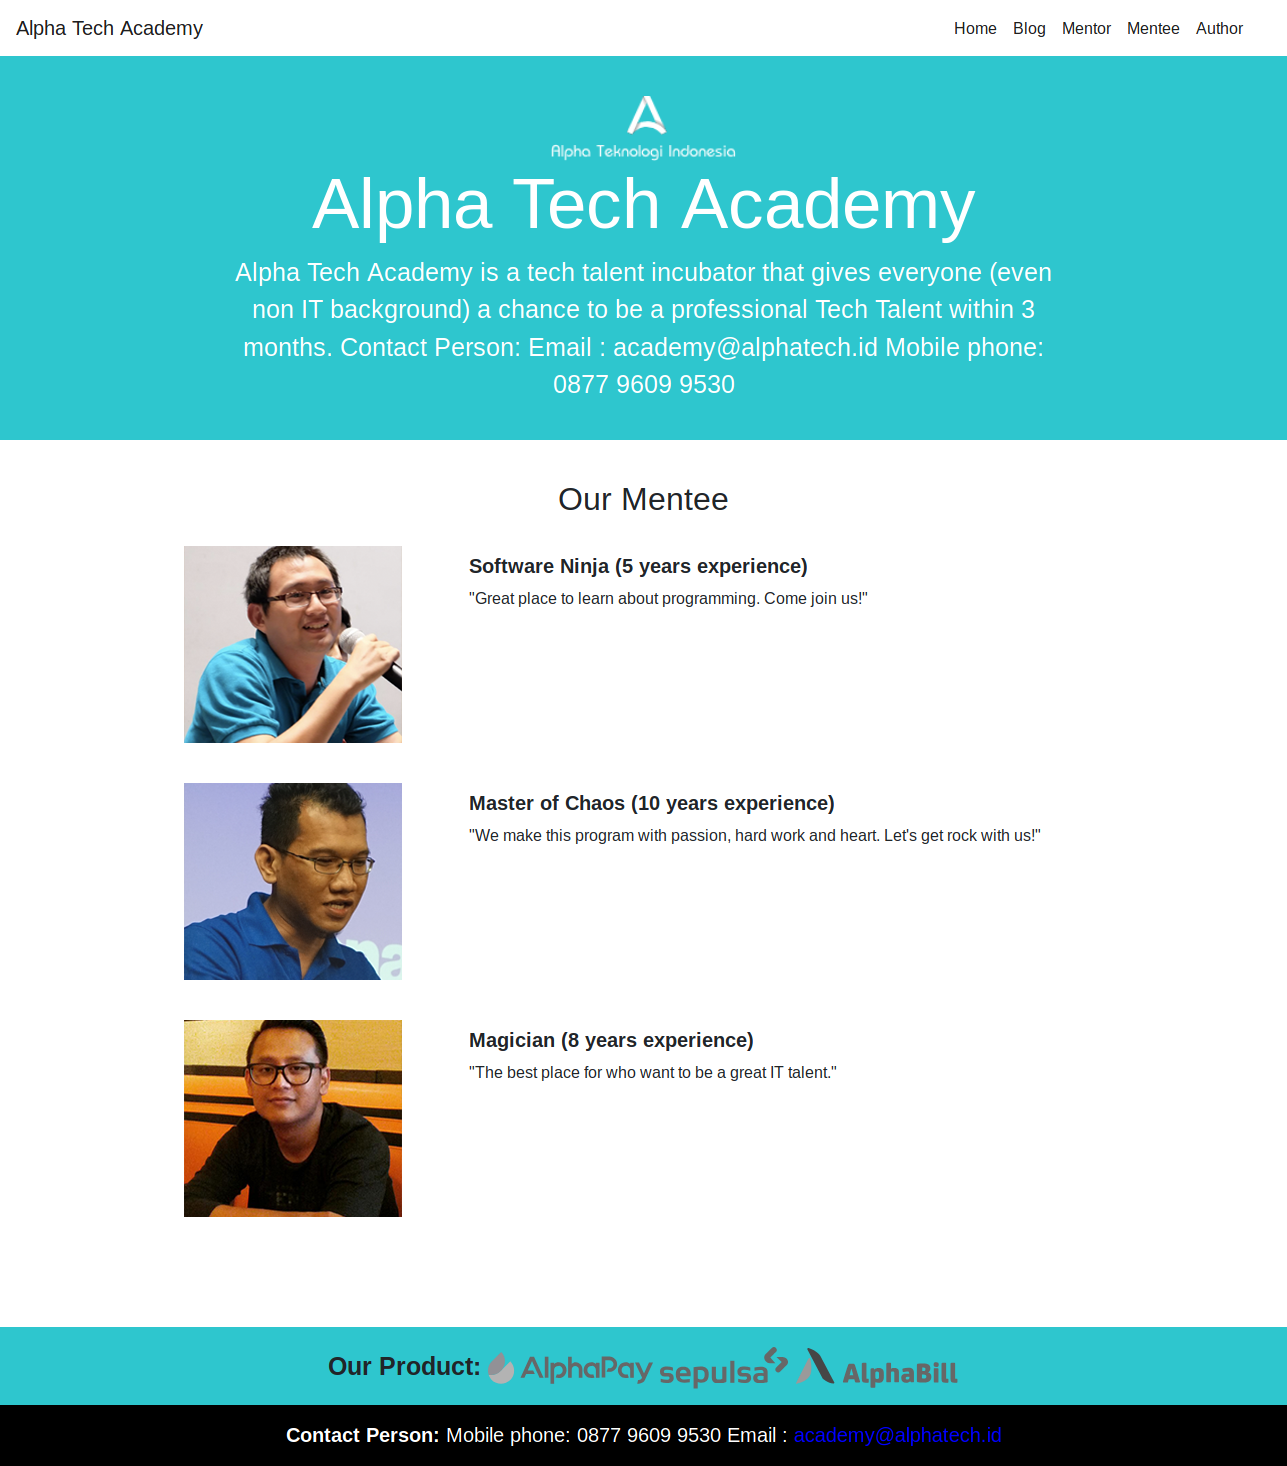 Alpha Tech Academy
Home Blog Mentor Mentee Author
Alpha Teknologi Indonesia
Alpha Tech Academy
Alpha Tech Academy is a tech talent incubator that gives everyone (even
non IT background) a chance to be a professional Tech Talent within 3
months. Contact Person: Email : academy@alphatech.id Mobile phone:
0877 9609 9530
Our Mentee
Software Ninja (5 years experience)
"Great place to learn about programming. Come join us!"
Master of Chaos (10 years experience)
"We make this program with passion, hard work and heart. Let's get rock with us!"
na
Magician (8 years experience)
"The best place for who want to be a great IT talent."
Our Product: AlphaPay sepulsa AlphaBill
Contact Person: Mobile phone: 0877 9609 9530 Email : academy@alphatech.id